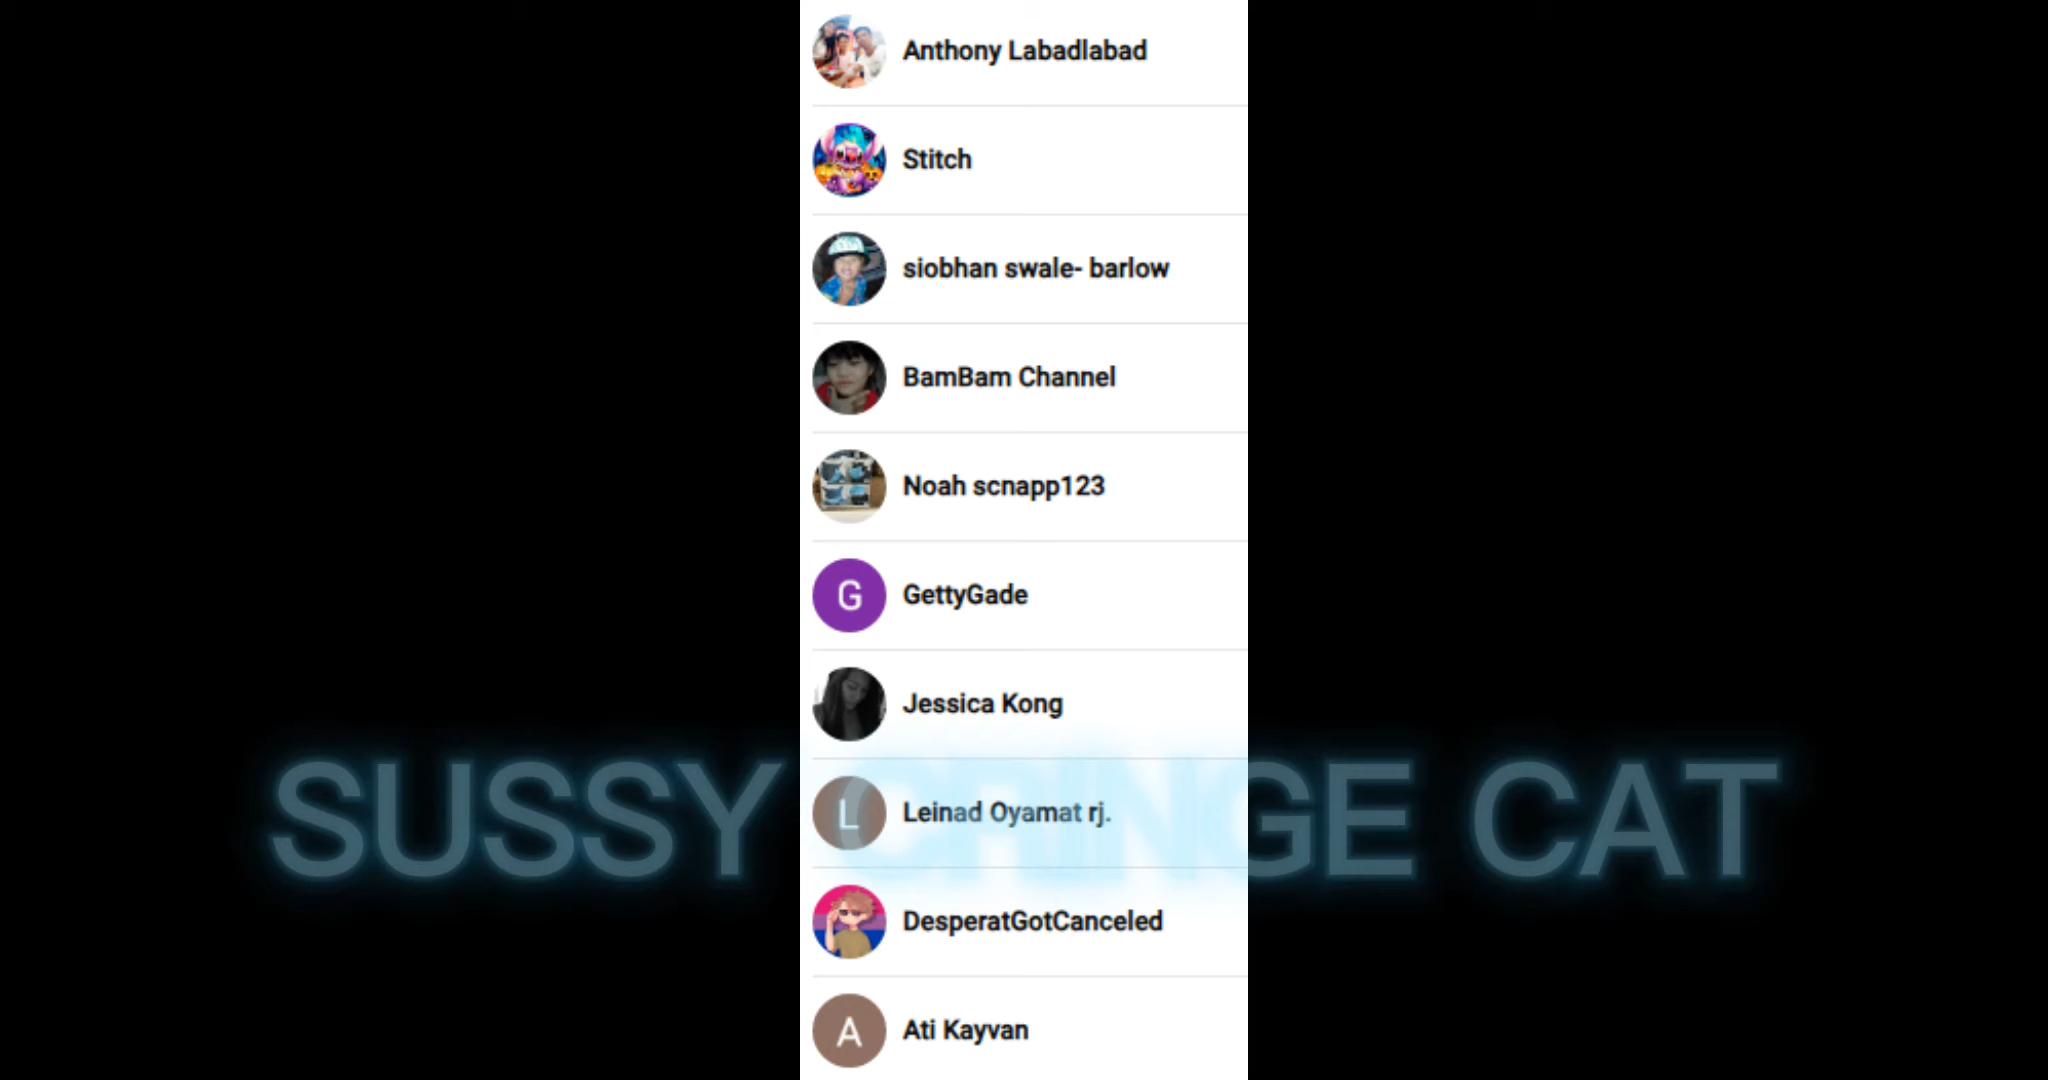 Anthony Labadlabad
Stitch
siobhan swale- barlow
BamBam Channel
Noah scnapp123
G GettyGade
Jessica Kong
SUSSY CRINGE CAT
L Leinad Oyamat rj.
DesperatGotCanceled
A Ati Kayvan